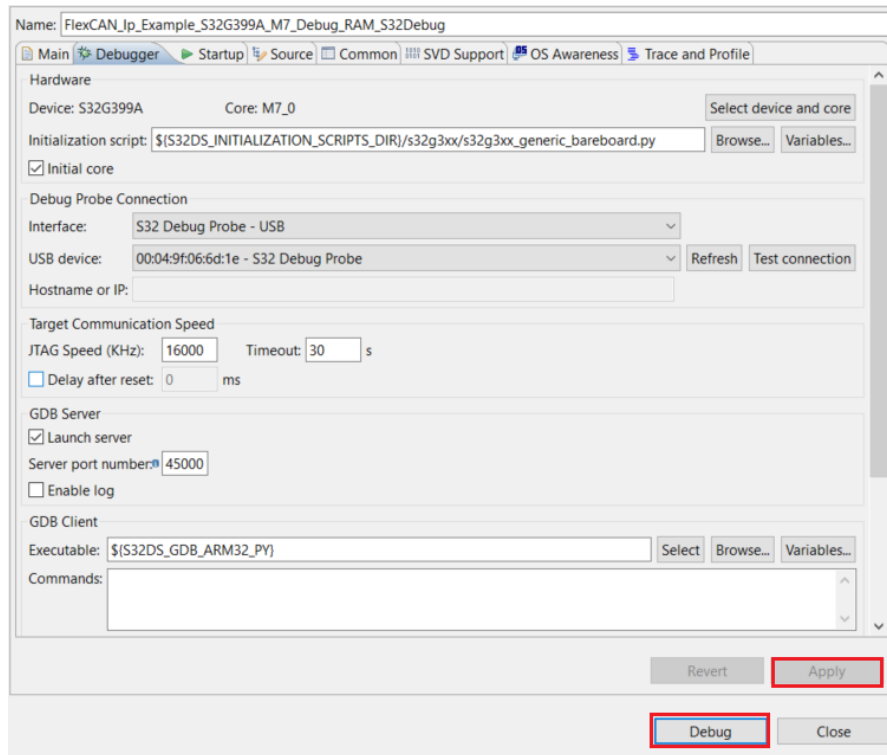 Name: FlexCAN_Ip_Example_S32G399A_M7_Debug_RAM_S32Debug
Main Debugger Startup Source Common SVD Support OS Awareness Trace and Profile
Hardware
Device: S32G399A Core: M7_0 Select device and core
Initialization script: ${S32DS_INITIALIZATION_SCRIPTS_DIR}/s32g3xx/s32g3xx_generic_bareboard.py Browse... Variables...
Initial core
Debug Probe Connection
Interface: S32 Debug Probe - USB
USB device: 00:04:9f:06:6d:1e - S32 Debug Probe Refresh Test connection
Hostname or IP:
Target Communication Speed
JTAG Speed (KHz): 16000 Timeout: 30 s
Delay after reset: 0 ms
GDB Server
Launch server
Server port number: 45000
Enable log
GDB Client
Executable: ${S32DS_GDB_ARM32_PY} Select Browse... Variables...
Commands:
Revert Apply
Debug Close